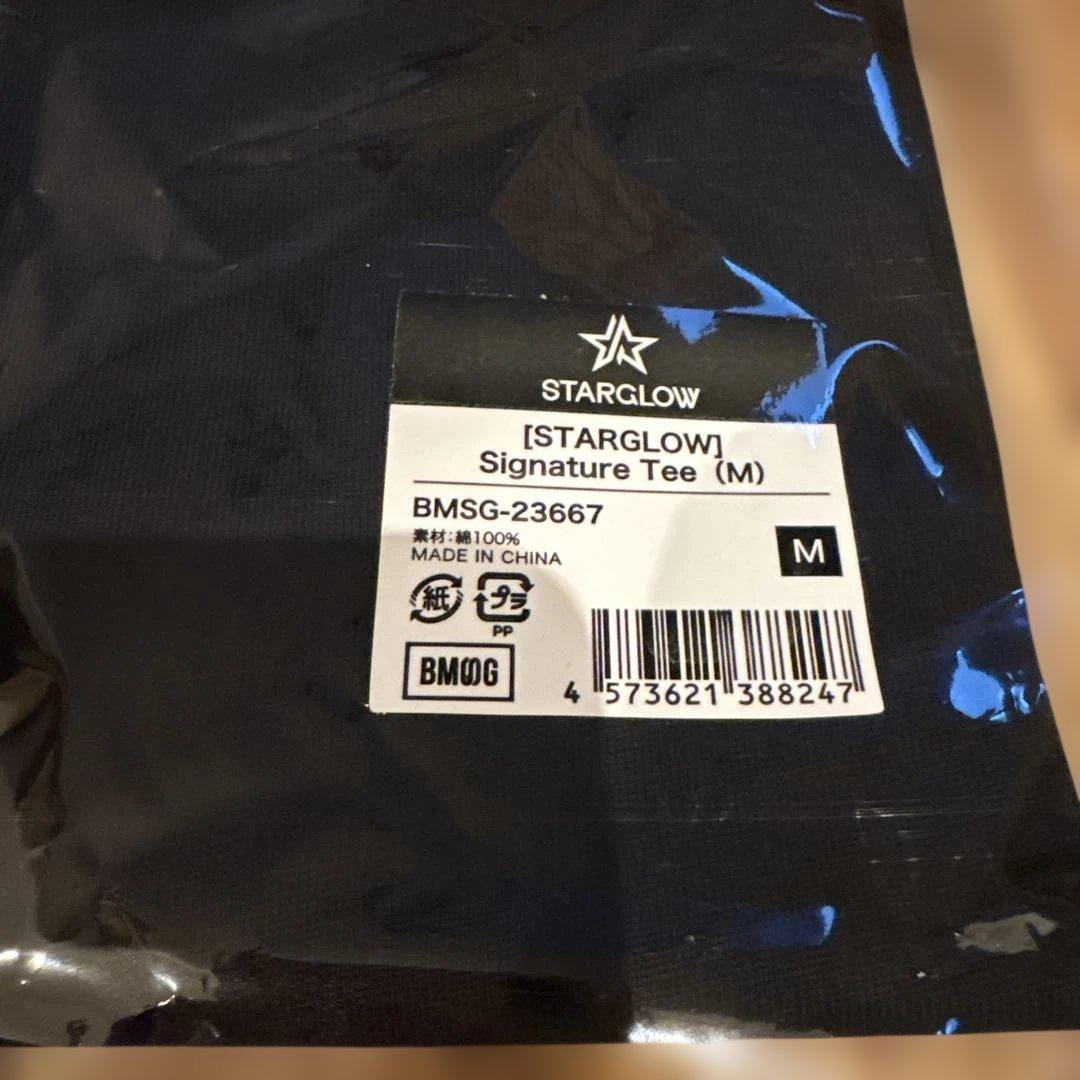 STARGLOW
[STARGLOW]
Signature Tee（M）
BMSG-23667
素材：綿100%
MADE IN CHINA
M
紙
プラ
PP
BMSG
4 573621 388247